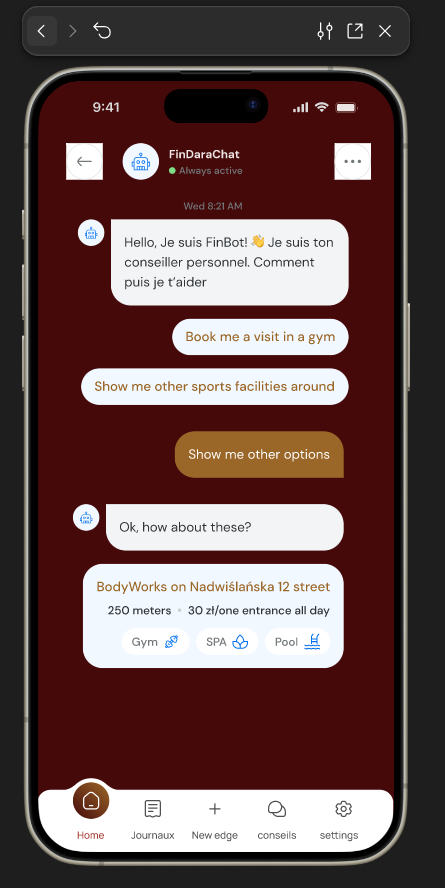 9:41
FinDaraChat
Always active
Wed 8:21 AM
Hello, Je suis FinBot! 👋 Je suis ton
conseiller personnel. Comment
puis je t'aider
Book me a visit in a gym
Show me other sports facilities around
Show me other options
Ok, how about these?
BodyWorks on Nadwiślańska 12 street
250 meters • 30 zł/one entrance all day
Gym SPA Pool
Home Journaux New edge conseils settings